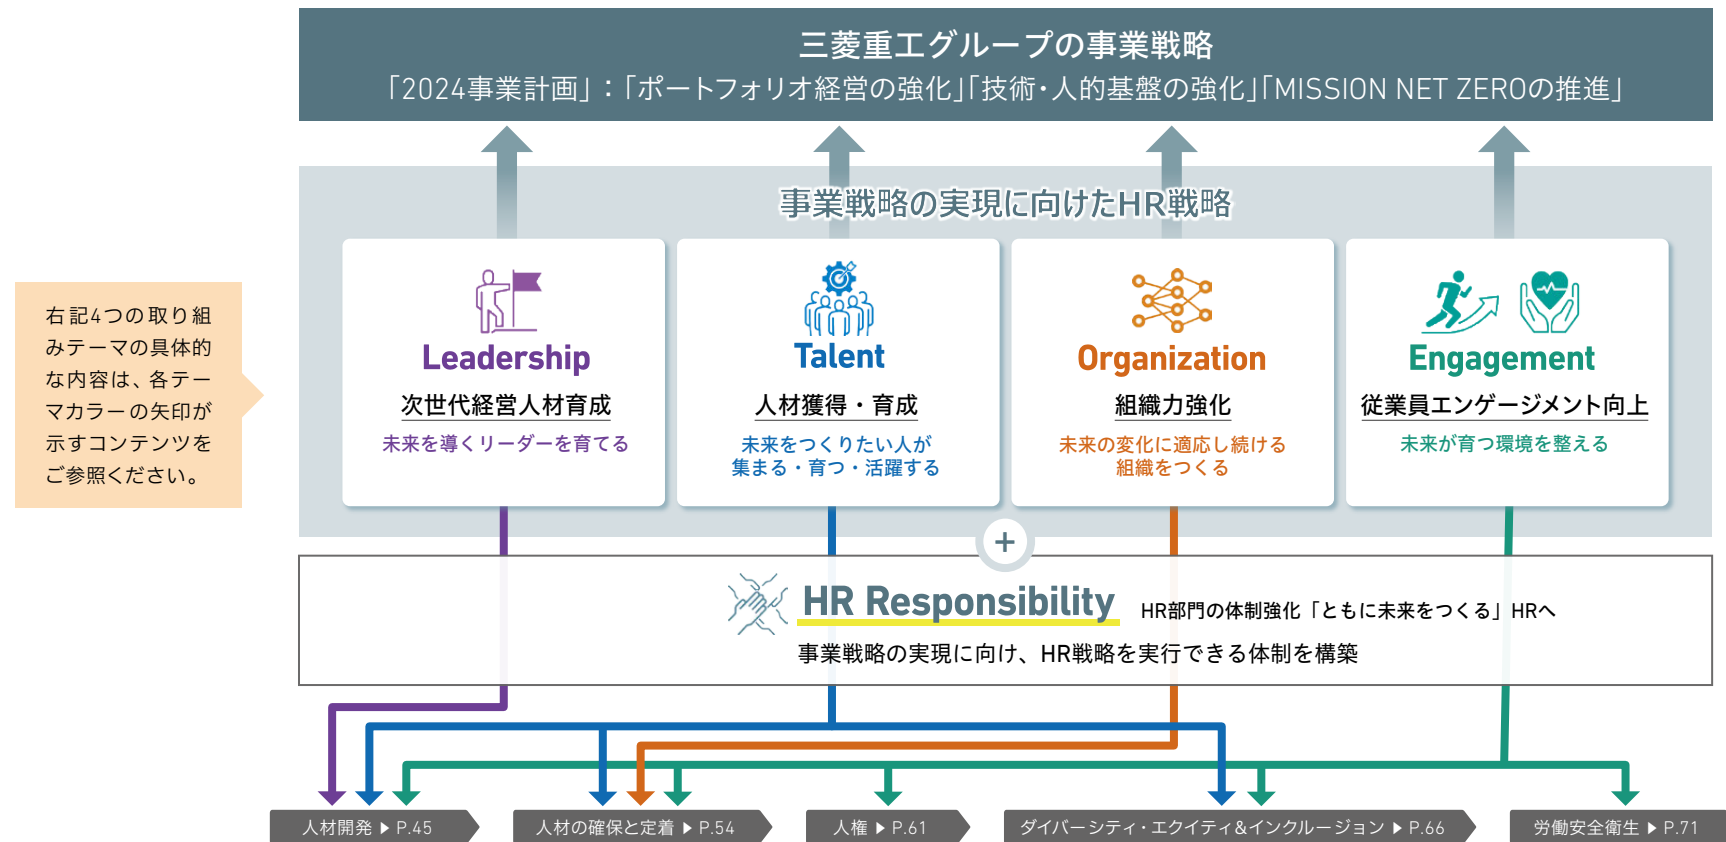 三菱重工グループの事業戦略
「2024事業計画」：「ポートフォリオ経営の強化」「技術・人的基盤の強化」「MISSION NET ZEROの推進」
事業戦略の実現に向けたHR戦略
右記4つの取り組
みテーマの具体的
な内容は、各テー
マカラーの矢印が
示すコンテンツを
ご参照ください。
Leadership
次世代経営人材育成
未来を導くリーダーを育てる
Talent
人材獲得・育成
未来をつくりたい人が
集まる・育つ・活躍する
Organization
組織力強化
未来の変化に適応し続ける
組織をつくる
Engagement
従業員エンゲージメント向上
未来が育つ環境を整える
+
HR Responsibility HR部門の体制強化「ともに未来をつくる」HRへ
事業戦略の実現に向け、HR戦略を実行できる体制を構築
人材開発 ▶ P.45
人材の確保と定着 ▶ P.54
人権 ▶ P.61
ダイバーシティ・エクイティ&インクルージョン ▶ P.66
労働安全衛生 ▶ P.71